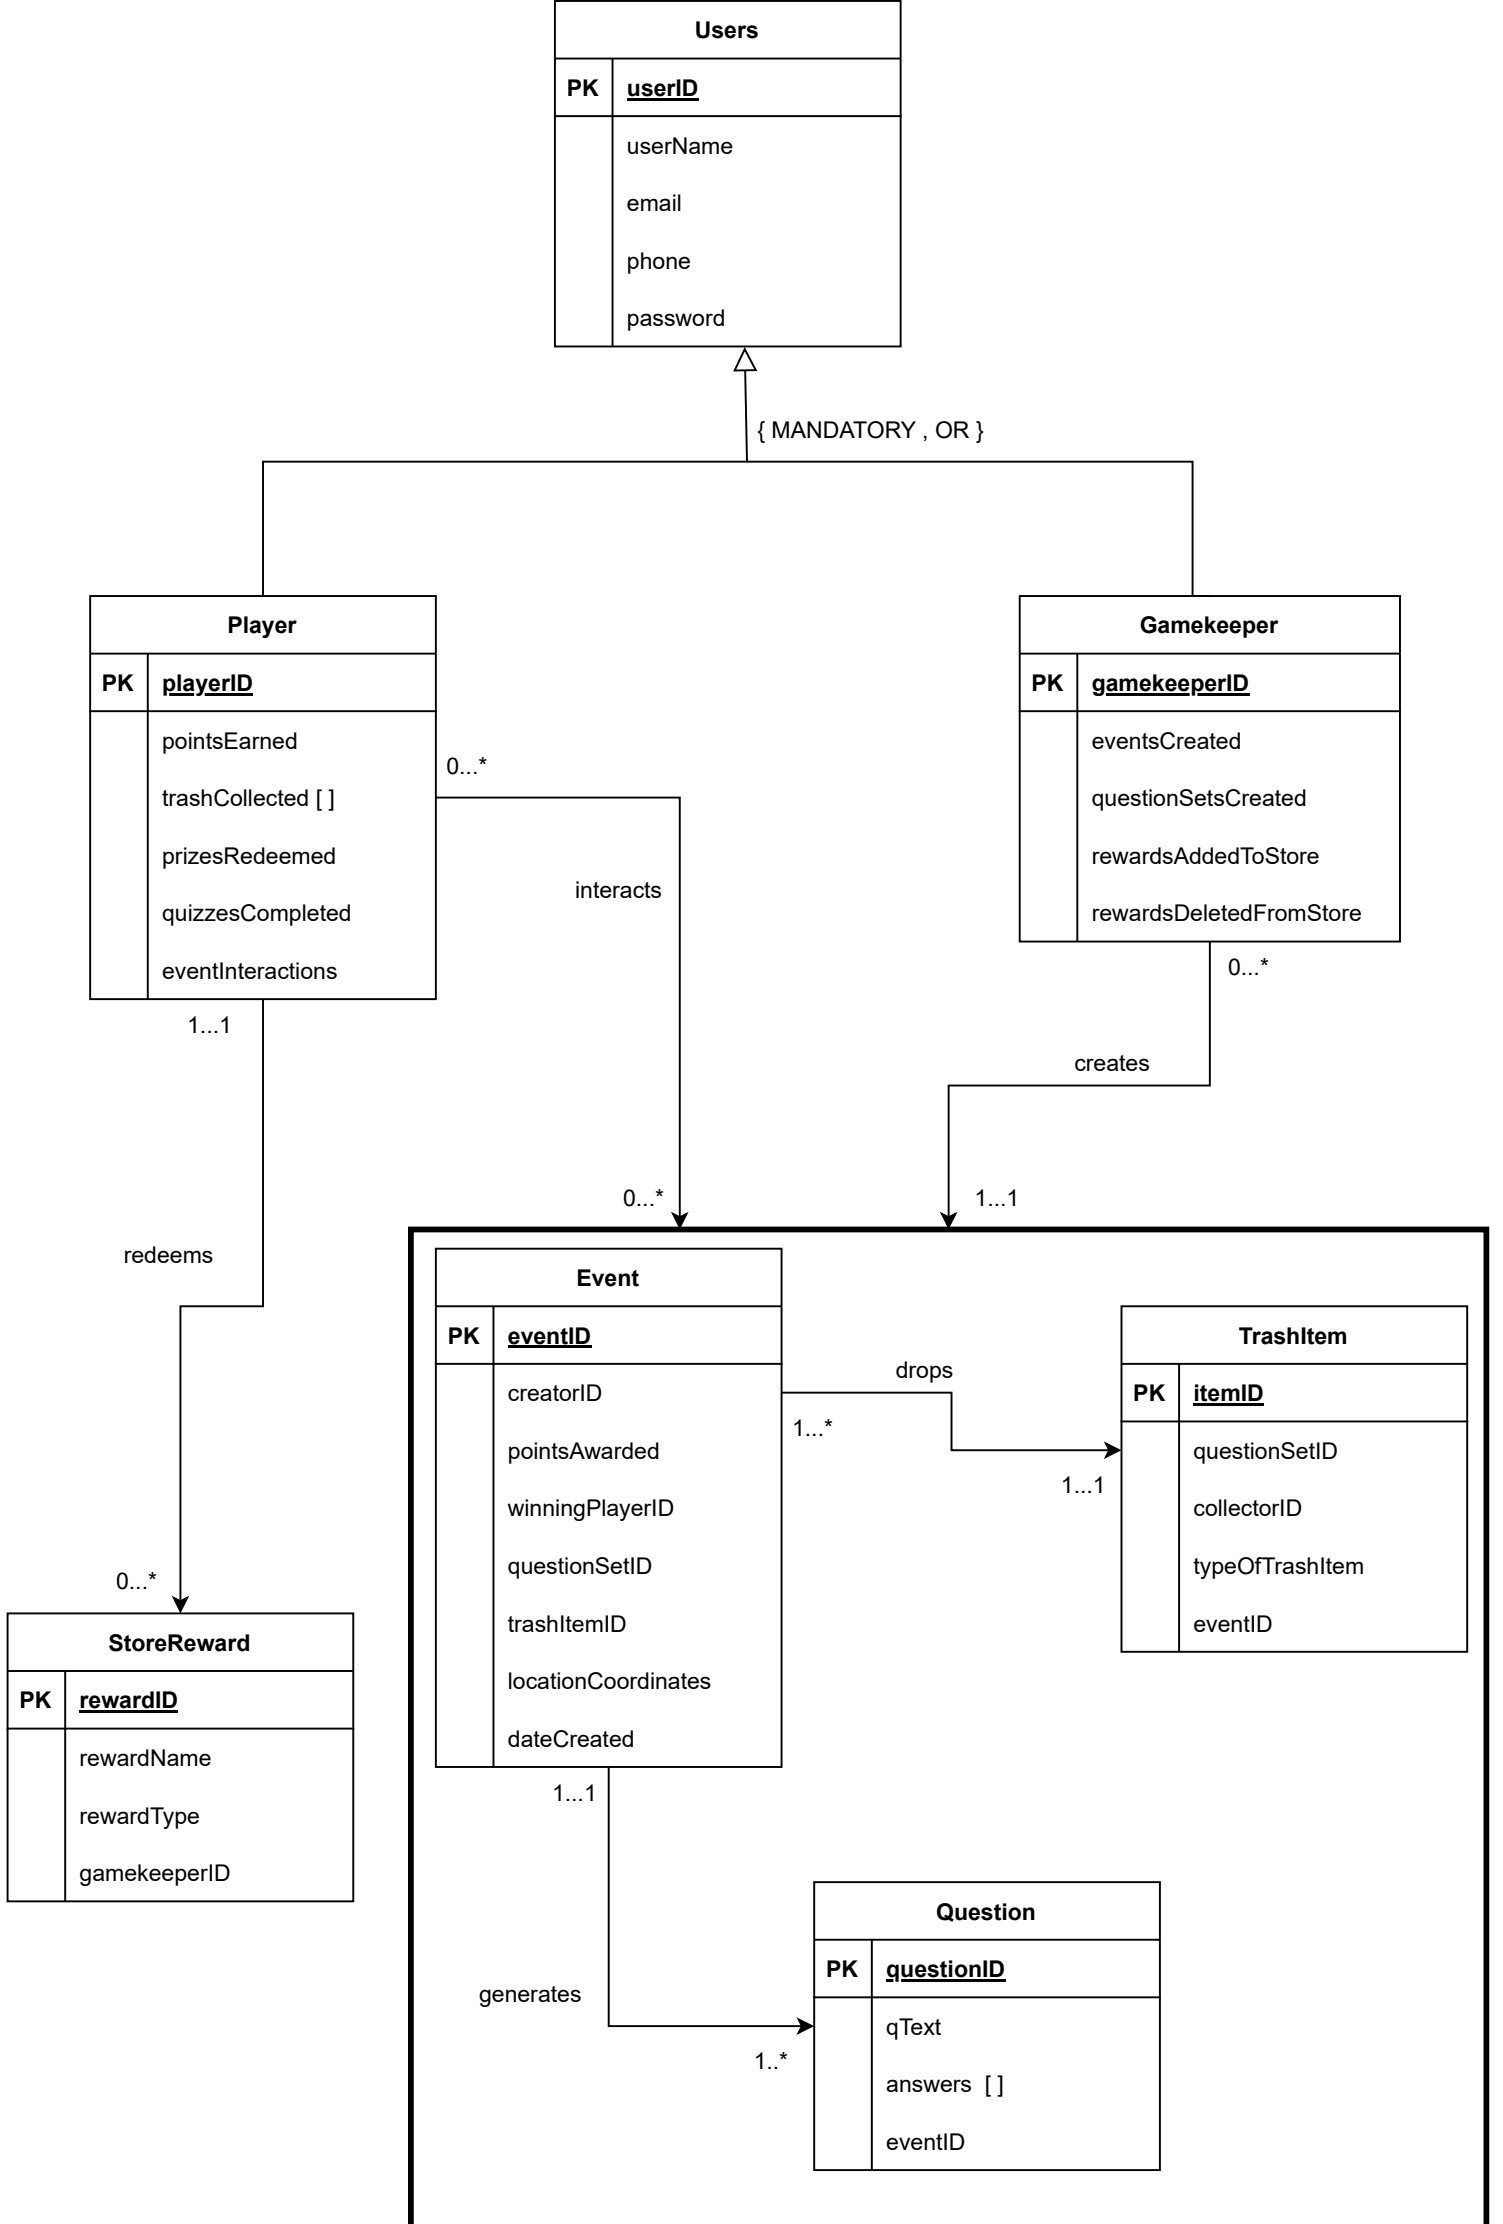 Users
PK userID
userName
email
phone
password
{ MANDATORY , OR }
Player
PK playerID
pointsEarned
trashCollected [ ]
prizesRedeemed
quizzesCompleted
eventInteractions
Gamekeeper
PK gamekeeperID
eventsCreated
questionSetsCreated
rewardsAddedToStore
rewardsDeletedFromStore
0...*
interacts
0...*
0...*
creates
1...1
1...1
redeems
0...*
StoreReward
PK rewardID
rewardName
rewardType
gamekeeperID
Event
PK eventID
creatorID
pointsAwarded
winningPlayerID
questionSetID
trashItemID
locationCoordinates
dateCreated
drops
1...*
1...1
TrashItem
PK itemID
questionSetID
collectorID
typeOfTrashItem
eventID
1...1
generates
1..*
Question
PK questionID
qText
answers [ ]
eventID